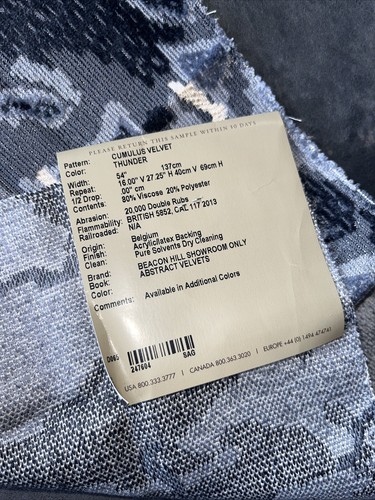 PLEASE RETURN THIS SAMPLE WITHIN 30 DAYS
Pattern: CUMULUS VELVET
Color: THUNDER
Width: 54" 137cm
Repeat: 16.00" V 27.25" H 40cm V 69cm H
1/2 Drop: .00" cm
Contents: 80% Viscose 20% Polyester
Abrasion: 20,000 Double Rubs
Flammability: BRITISH 5852, CAL 117 2013
Railroaded: N/A
Origin: Belgium
Finish: Acrylic/latex Backing
Clean: Pure Solvents Dry Cleaning
Brand: BEACON HILL SHOWROOM ONLY
Book: ABSTRACT VELVETS
Color:
Comments: Available in Additional Colors
D865
247604 SAG
USA 800.333.3777 | CANADA 800.363.3020 | EUROPE +44 (0) 1494 474741